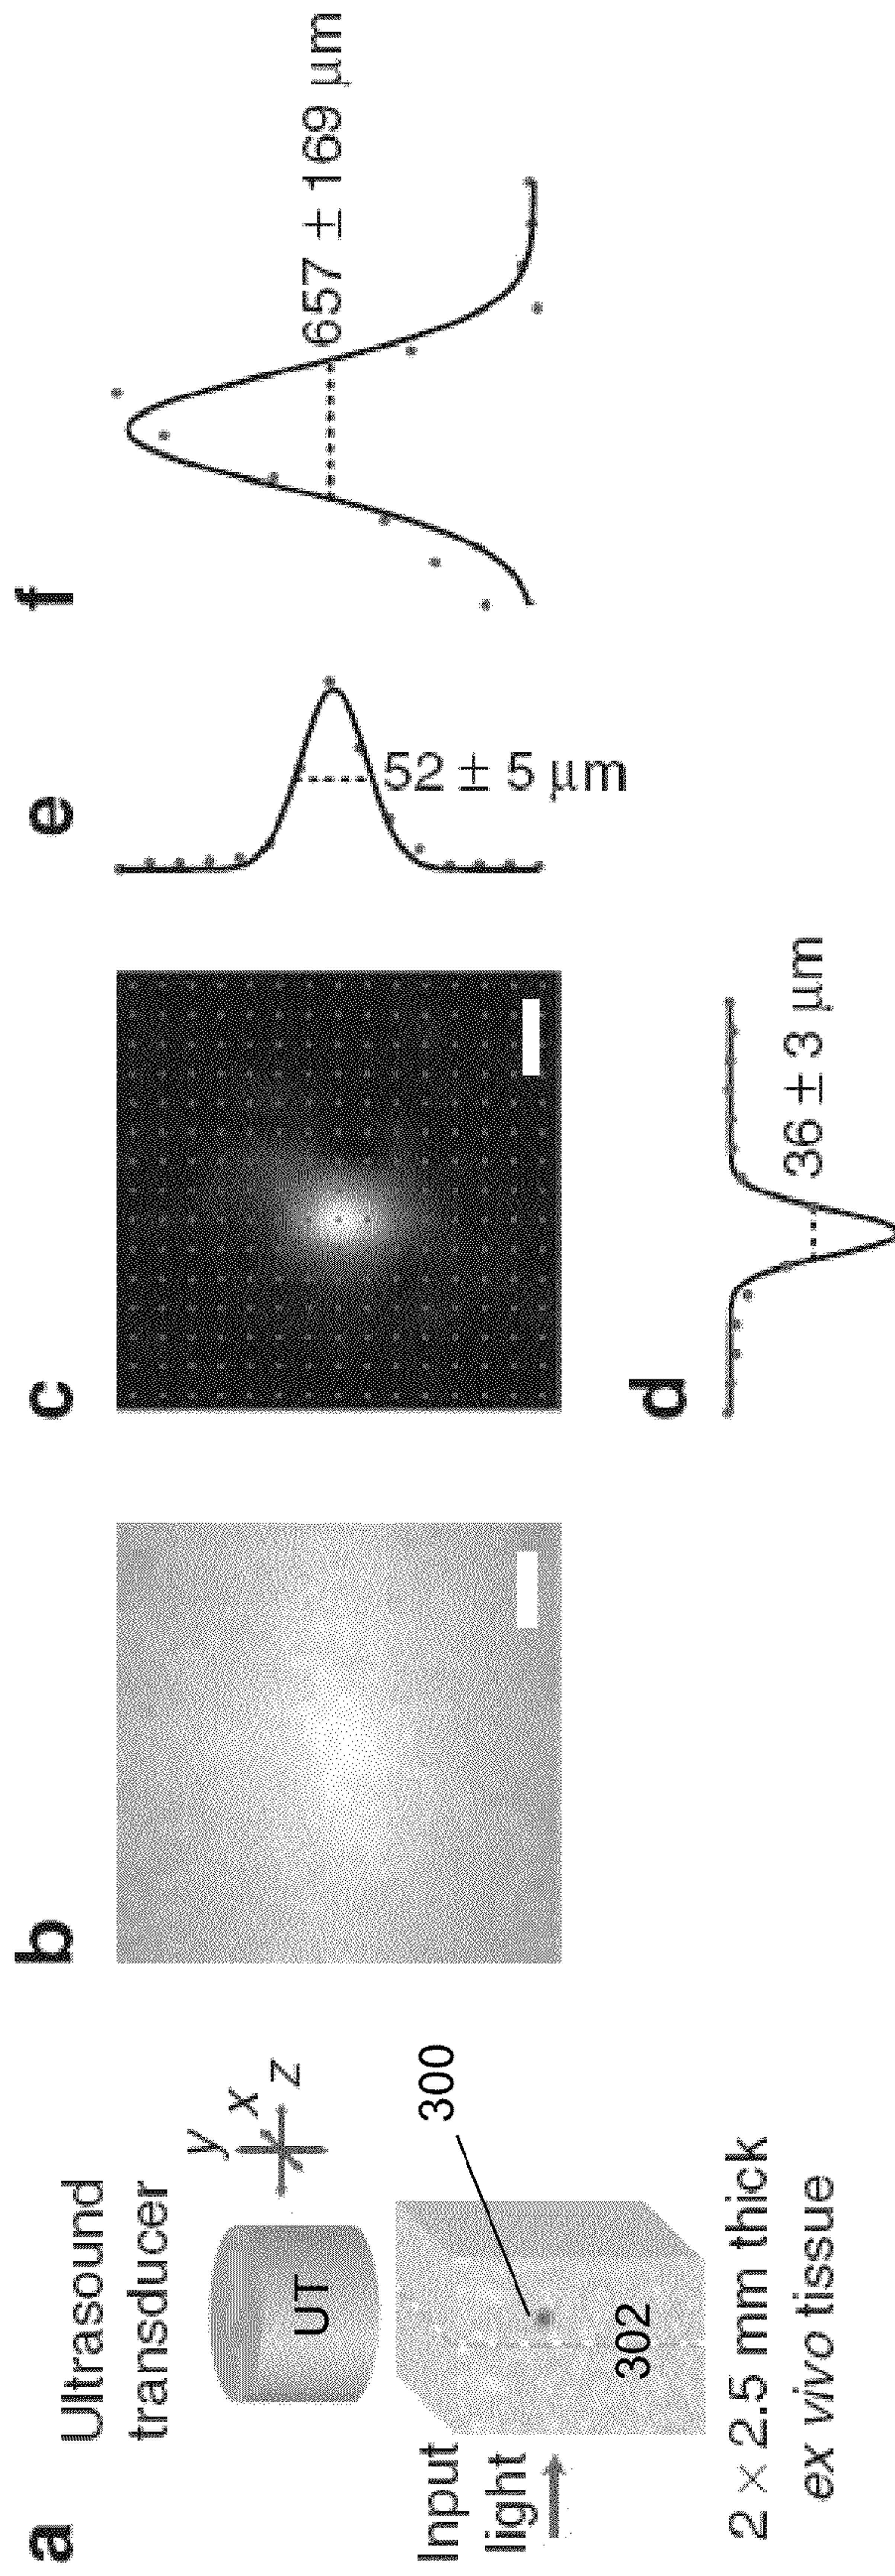 a
Ultrasound
transducer
UT
y
x
z
Input
light
300
302
2 × 2.5 mm thick
ex vivo tissue
b
c
d
36 ± 3 μm
e
52 ± 5 μm
f
657 ± 169 μm